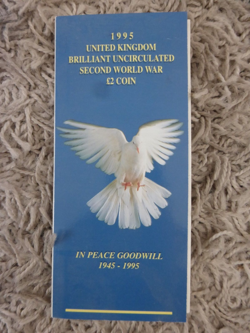 1995
UNITED KINGDOM
BRILLIANT UNCIRCULATED
SECOND WORLD WAR
£2 COIN
IN PEACE GOODWILL
1945 - 1995